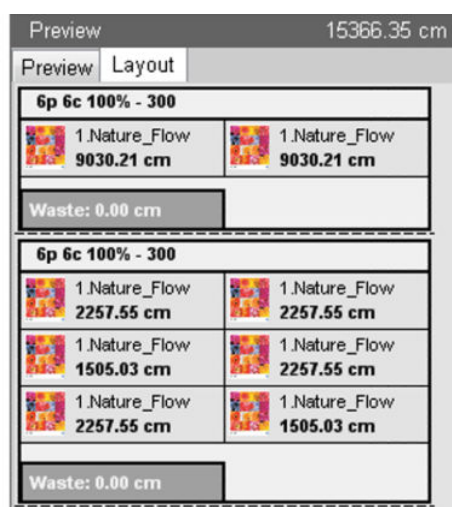 Preview 15366.35 cm
Preview Layout
6p 6c 100% - 300
1.Nature_Flow 1.Nature_Flow
9030.21 cm 9030.21 cm
Waste: 0.00 cm
6p 6c 100% - 300
1.Nature_Flow 1.Nature_Flow
2257.55 cm 2257.55 cm
1.Nature_Flow 1.Nature_Flow
1505.03 cm 2257.55 cm
1.Nature_Flow 1.Nature_Flow
2257.55 cm 1505.03 cm
Waste: 0.00 cm